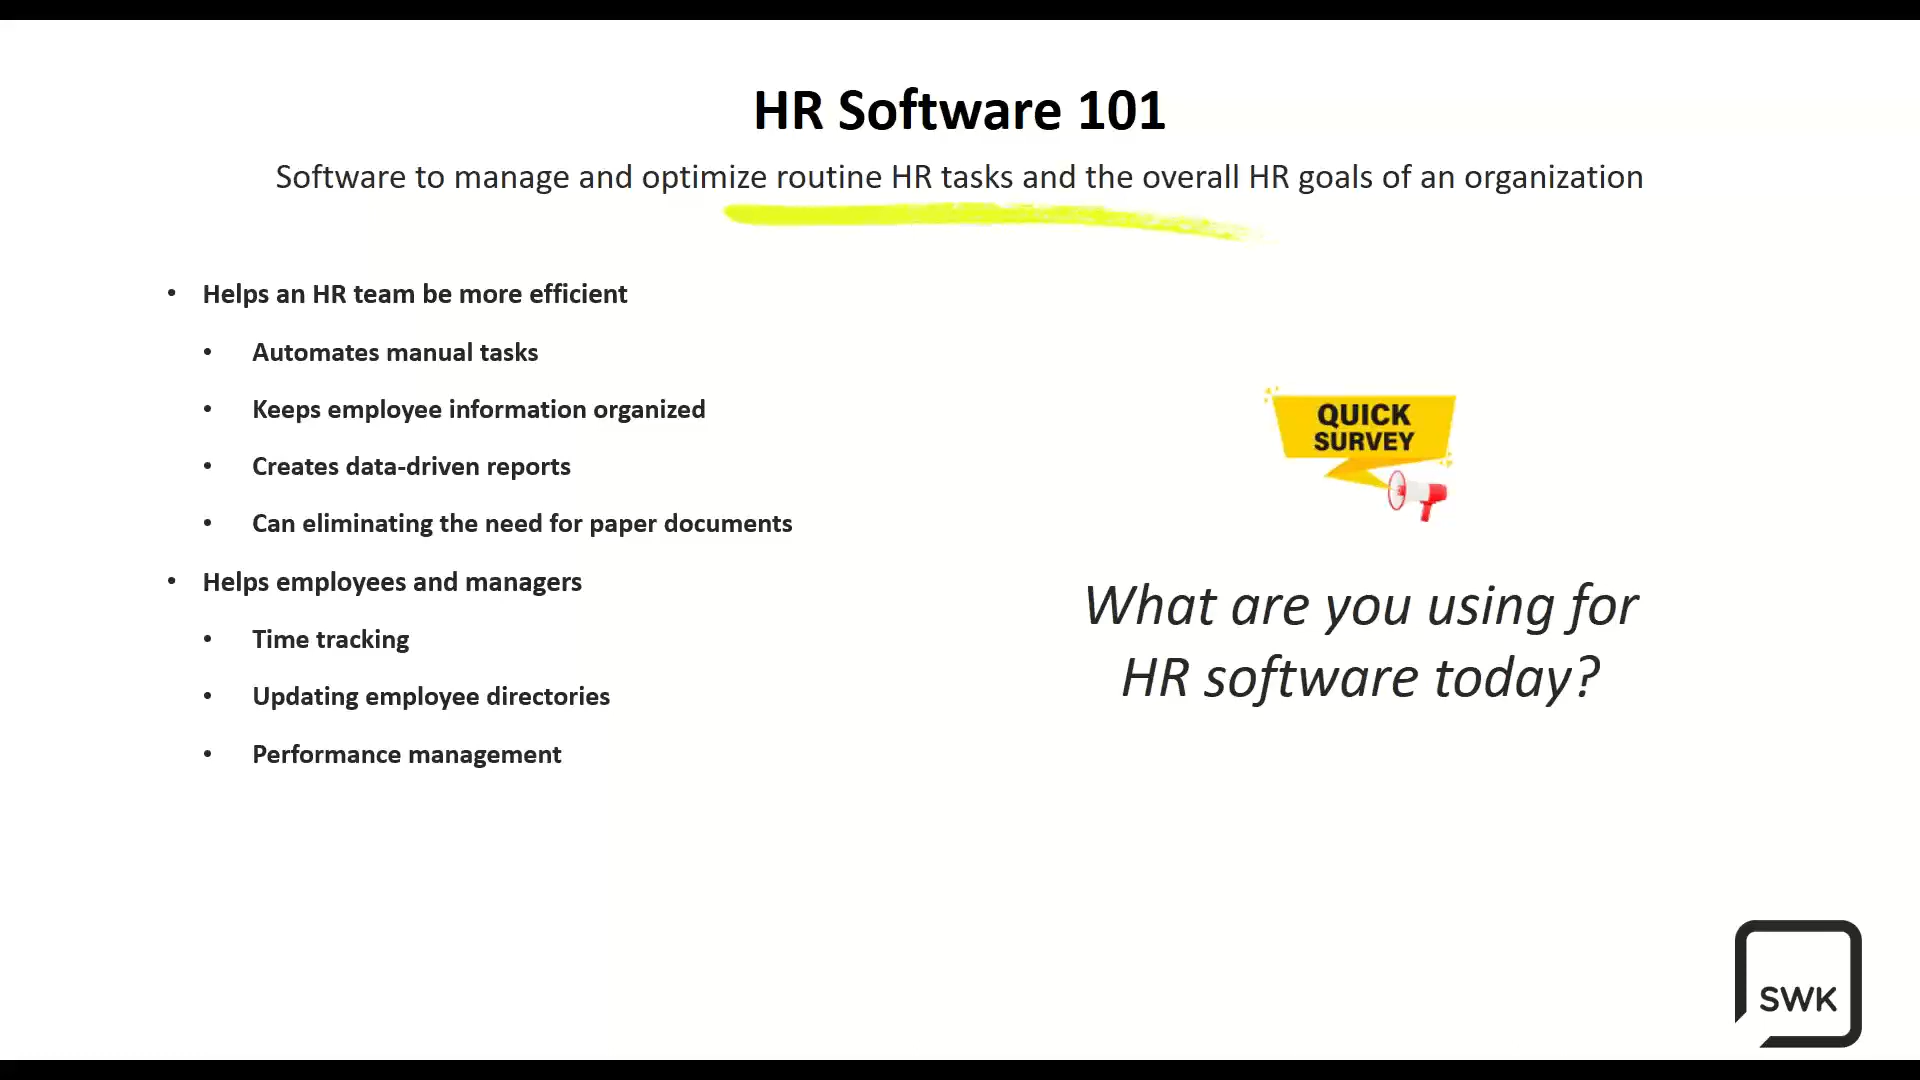 HR Software 101
Software to manage and optimize routine HR tasks and the overall HR goals of an organization
• Helps an HR team be more efficient
• Automates manual tasks
• Keeps employee information organized
• Creates data-driven reports
• Can eliminating the need for paper documents
• Helps employees and managers
• Time tracking
• Updating employee directories
• Performance management
QUICK
SURVEY
What are you using for
HR software today?
SWK